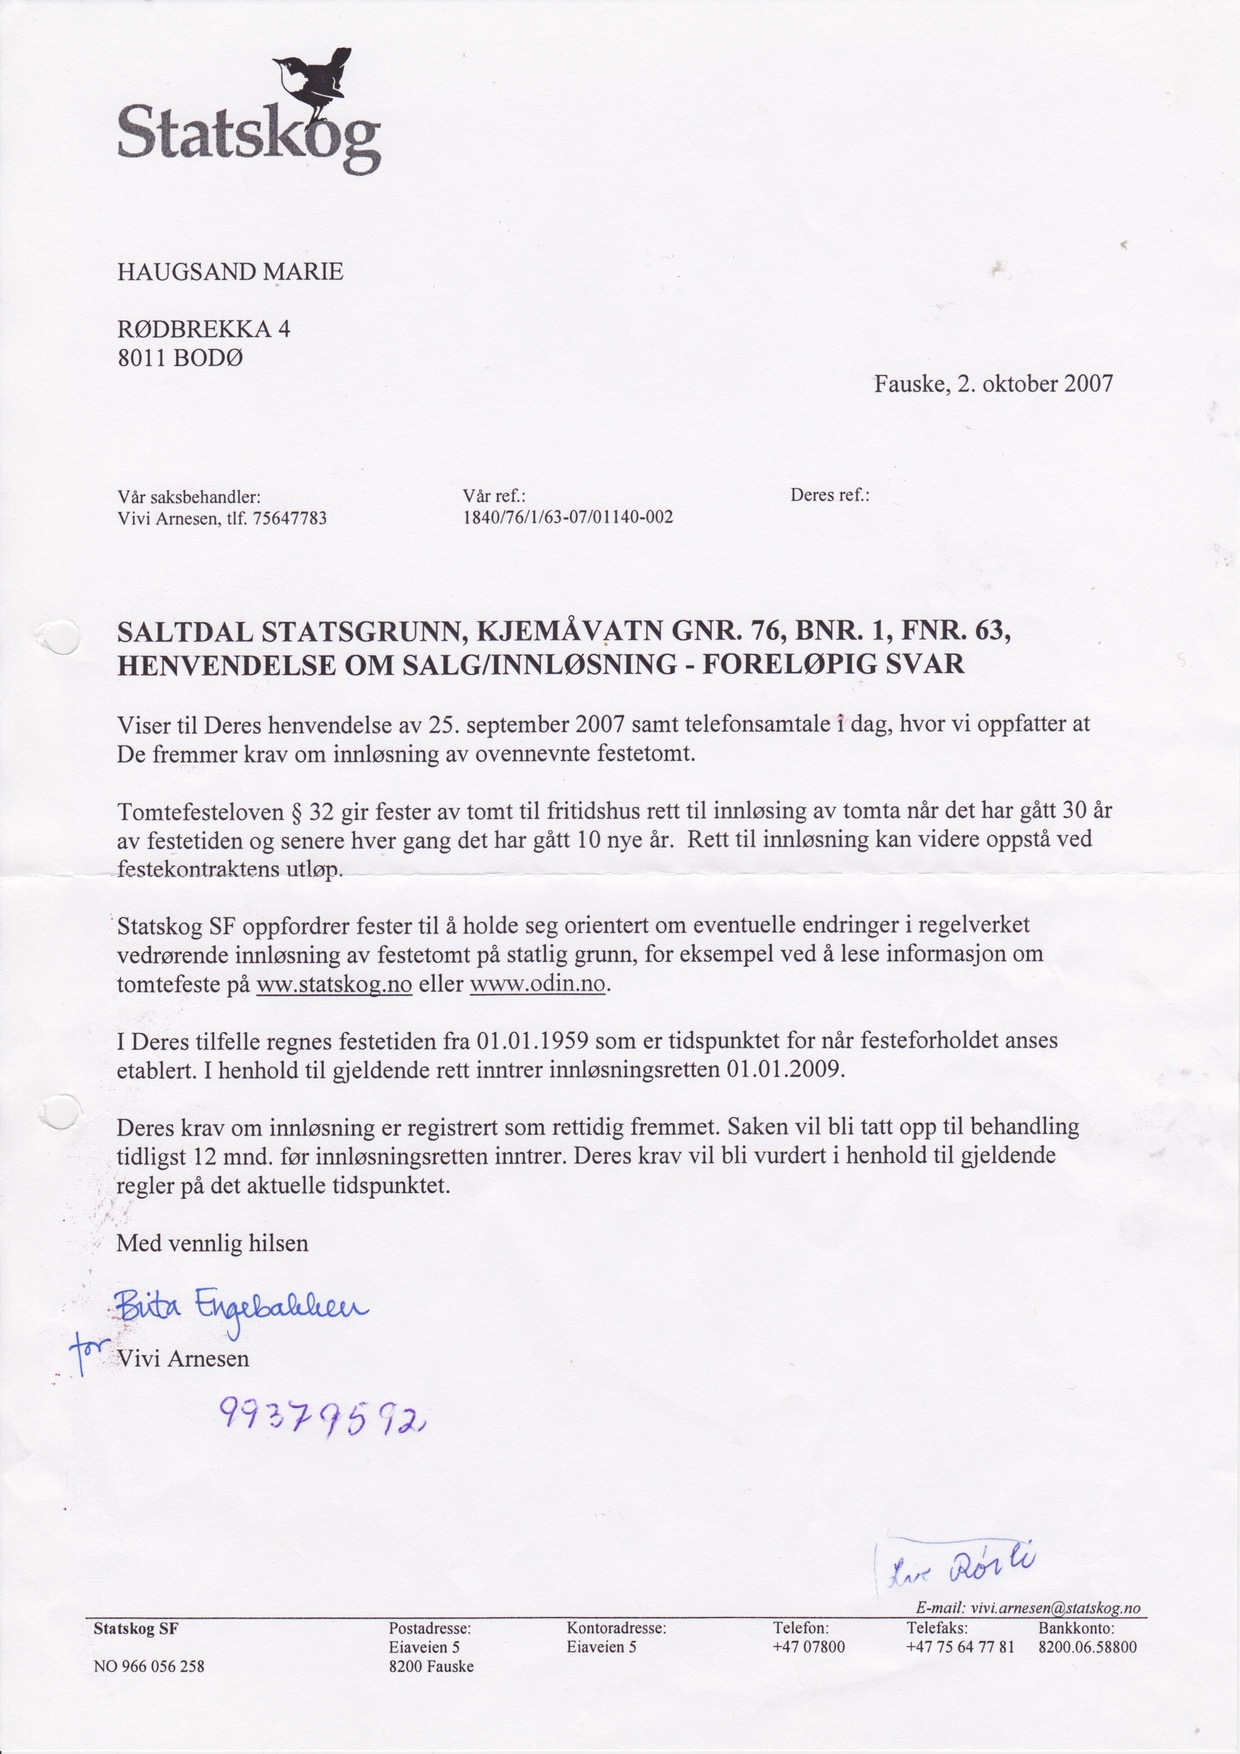 Statskog
HAUGSAND MARIE
RØDBREKKA 4
8011 BODØ
Fauske, 2. oktober 2007
Vår saksbehandler:
Vivi Arnesen, tlf. 75647783
Vår ref.:
1840/76/1/63-07/01140-002
Deres ref.:
SALTDAL STATSGRUNN, KJEMÅVATN GNR. 76, BNR. 1, FNR. 63,
HENVENDELSE OM SALG/INNLØSNING - FORELØPIG SVAR
Viser til Deres henvendelse av 25. september 2007 samt telefonsamtale i dag, hvor vi oppfatter at
De fremmer krav om innløsning av ovennevnte festetomt.
Tomtefesteloven § 32 gir fester av tomt til fritidshus rett til innløsing av tomta når det har gått 30 år
av festetiden og senere hver gang det har gått 10 nye år. Rett til innløsning kan videre oppstå ved
festekontraktens utløp.
Statskog SF oppfordrer fester til å holde seg orientert om eventuelle endringer i regelverket
vedrørende innløsning av festetomt på statlig grunn, for eksempel ved å lese informasjon om
tomtefeste på ww.statskog.no eller www.odin.no.
I Deres tilfelle regnes festetiden fra 01.01.1959 som er tidspunktet for når festeforholdet anses
etablert. I henhold til gjeldende rett inntrer innløsningsretten 01.01.2009.
Deres krav om innløsning er registrert som rettidig fremmet. Saken vil bli tatt opp til behandling
tidligst 12 mnd. før innløsningsretten inntrer. Deres krav vil bli vurdert i henhold til gjeldende
regler på det aktuelle tidspunktet.
Med vennlig hilsen
Brita Engebakken
for Vivi Arnesen
99379592
E-mail: vivi.arnesen@statskog.no
Statskog SF
NO 966 056 258
Postadresse:
Eiaveien 5
8200 Fauske
Kontoradresse:
Eiaveien 5
Telefon:
+47 07800
Telefaks:
+47 75 64 77 81
Bankkonto:
8200.06.58800